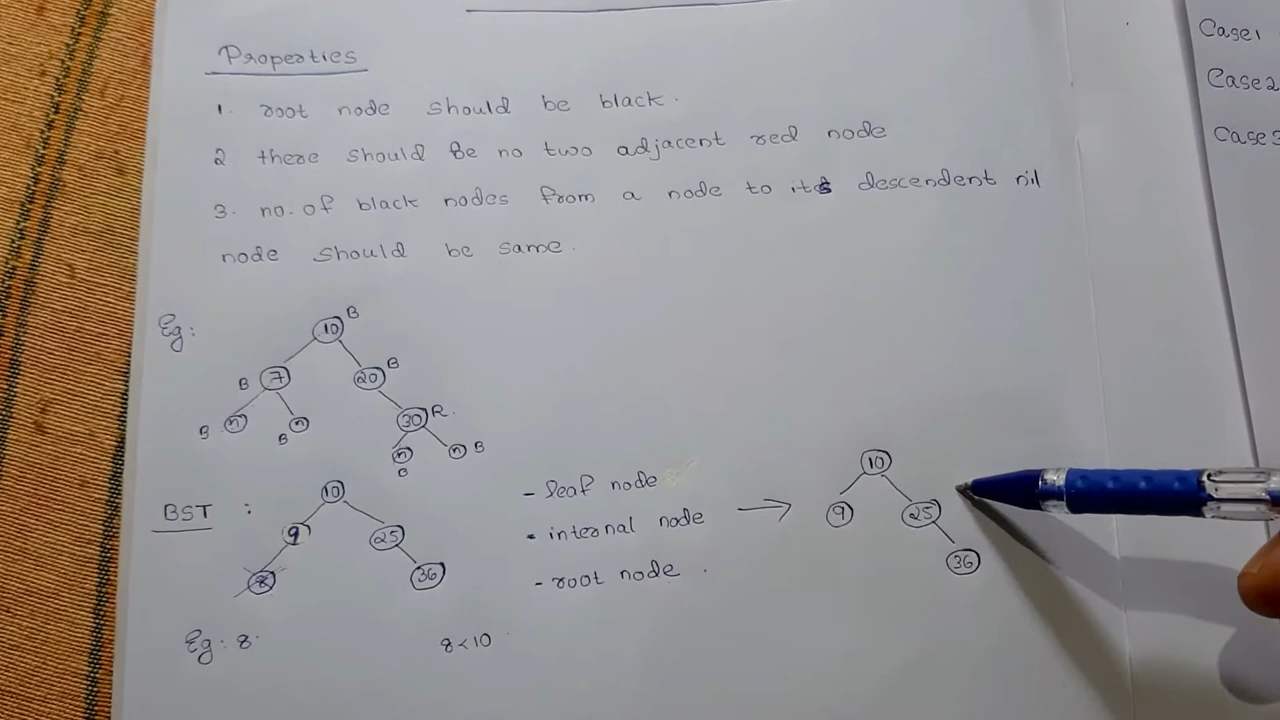 Properties
1. root node should be black.
2 there should be no two adjacent red node
3. no. of black nodes from a node to its descendent nil
node should be same.
Eg:
10 B
B 7 20 B
B n n B 30 R.
n B n B
BST :
10
9 25
8 36
- leaf node
- internal node
- root node .
10
9 25
36
Eg: 8.
8<10
Case1
Case2
Case3